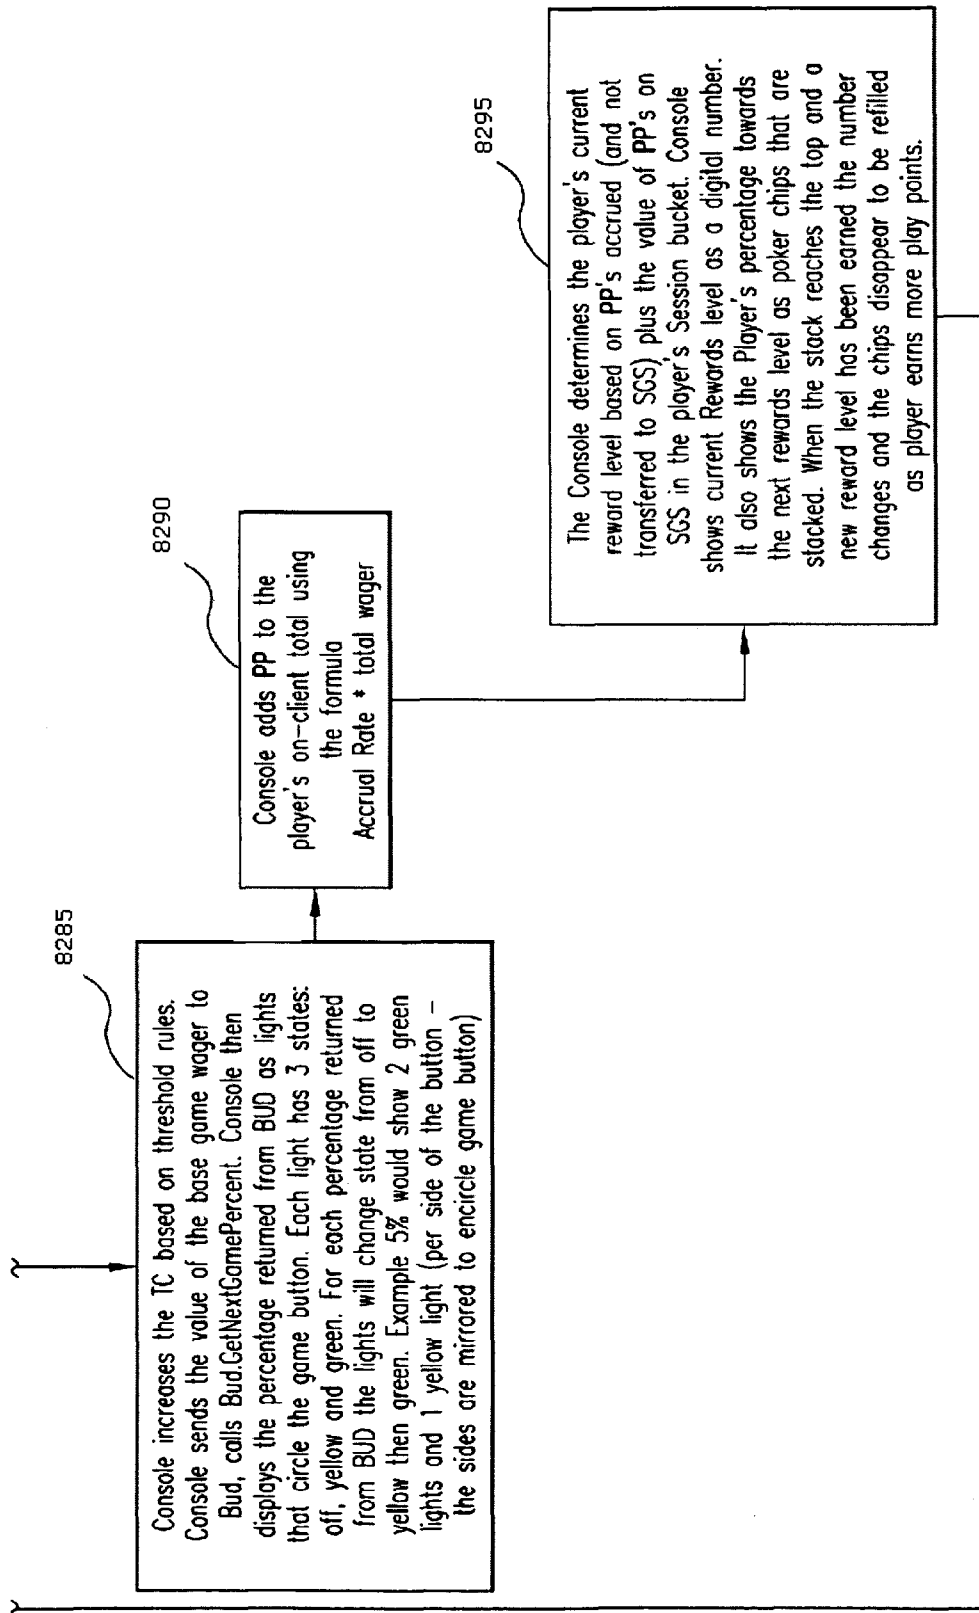 8285
Console increases the TC based on threshold rules.
Console sends the value of the base game wager to
Bud, calls Bud.GetNextGamePercent. Console then
displays the percentage returned from BUD as lights
that circle the game button. Each light has 3 states:
off, yellow and green. For each percentage returned
from BUD the lights will change state from off to
yellow then green. Example 5% would show 2 green
lights and 1 yellow light (per side of the button –
the sides are mirrored to encircle game button)
8290
Console adds PP to the
player's on-client total using
the formula
Accrual Rate * total wager
8295
The Console determines the player's current
reward level based on PP's accrued (and not
transferred to SGS) plus the value of PP's on
SGS in the player's Session bucket. Console
shows current Rewards level as a digital number.
It also shows the Player's percentage towards
the next rewards level as poker chips that are
stacked. When the stack reaches the top and a
new reward level has been earned the number
changes and the chips disappear to be refilled
as player earns more play points.